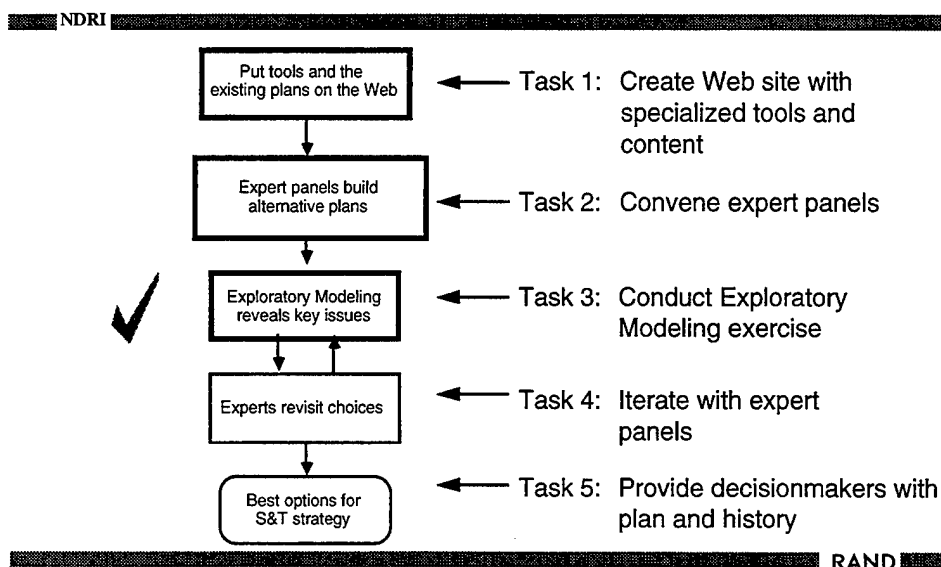 NDRI
Put tools and the
existing plans on the Web
Task 1: Create Web site with
specialized tools and
content
Expert panels build
alternative plans
Task 2: Convene expert panels
Exploratory Modeling
reveals key issues
Task 3: Conduct Exploratory
Modeling exercise
Experts revisit choices
Task 4: Iterate with expert
panels
Best options for
S&T strategy
Task 5: Provide decisionmakers with
plan and history
RAND